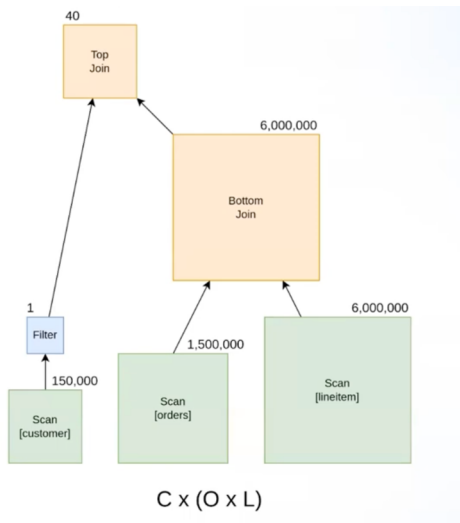 40
Top
Join
6,000,000
Bottom
Join
1
Filter
6,000,000
1,500,000
150,000
Scan
[customer]
Scan
[orders]
Scan
[lineitem]
C x (O x L)